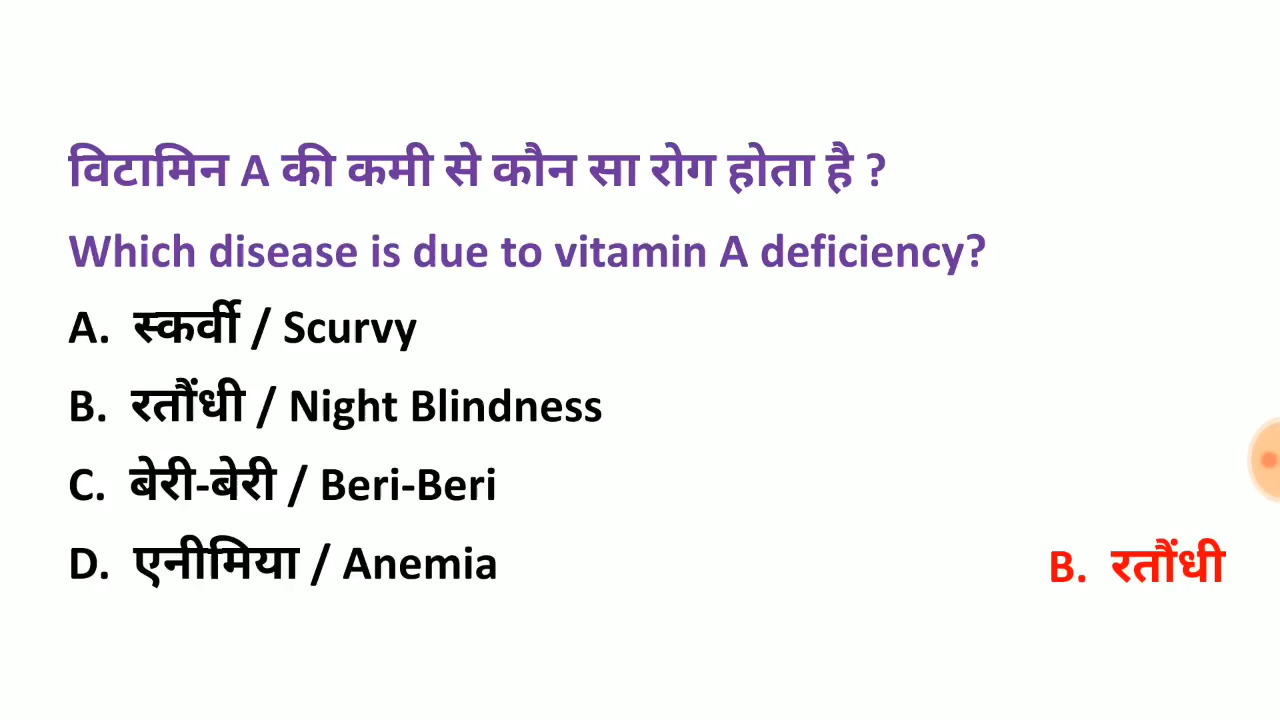 विटामिन A की कमी से कौन सा रोग होता है ?
Which disease is due to vitamin A deficiency?
A. स्कर्वी / Scurvy
B. रतौंधी / Night Blindness
C. बेरी-बेरी / Beri-Beri
D. एनीमिया / Anemia
B. रतौंधी